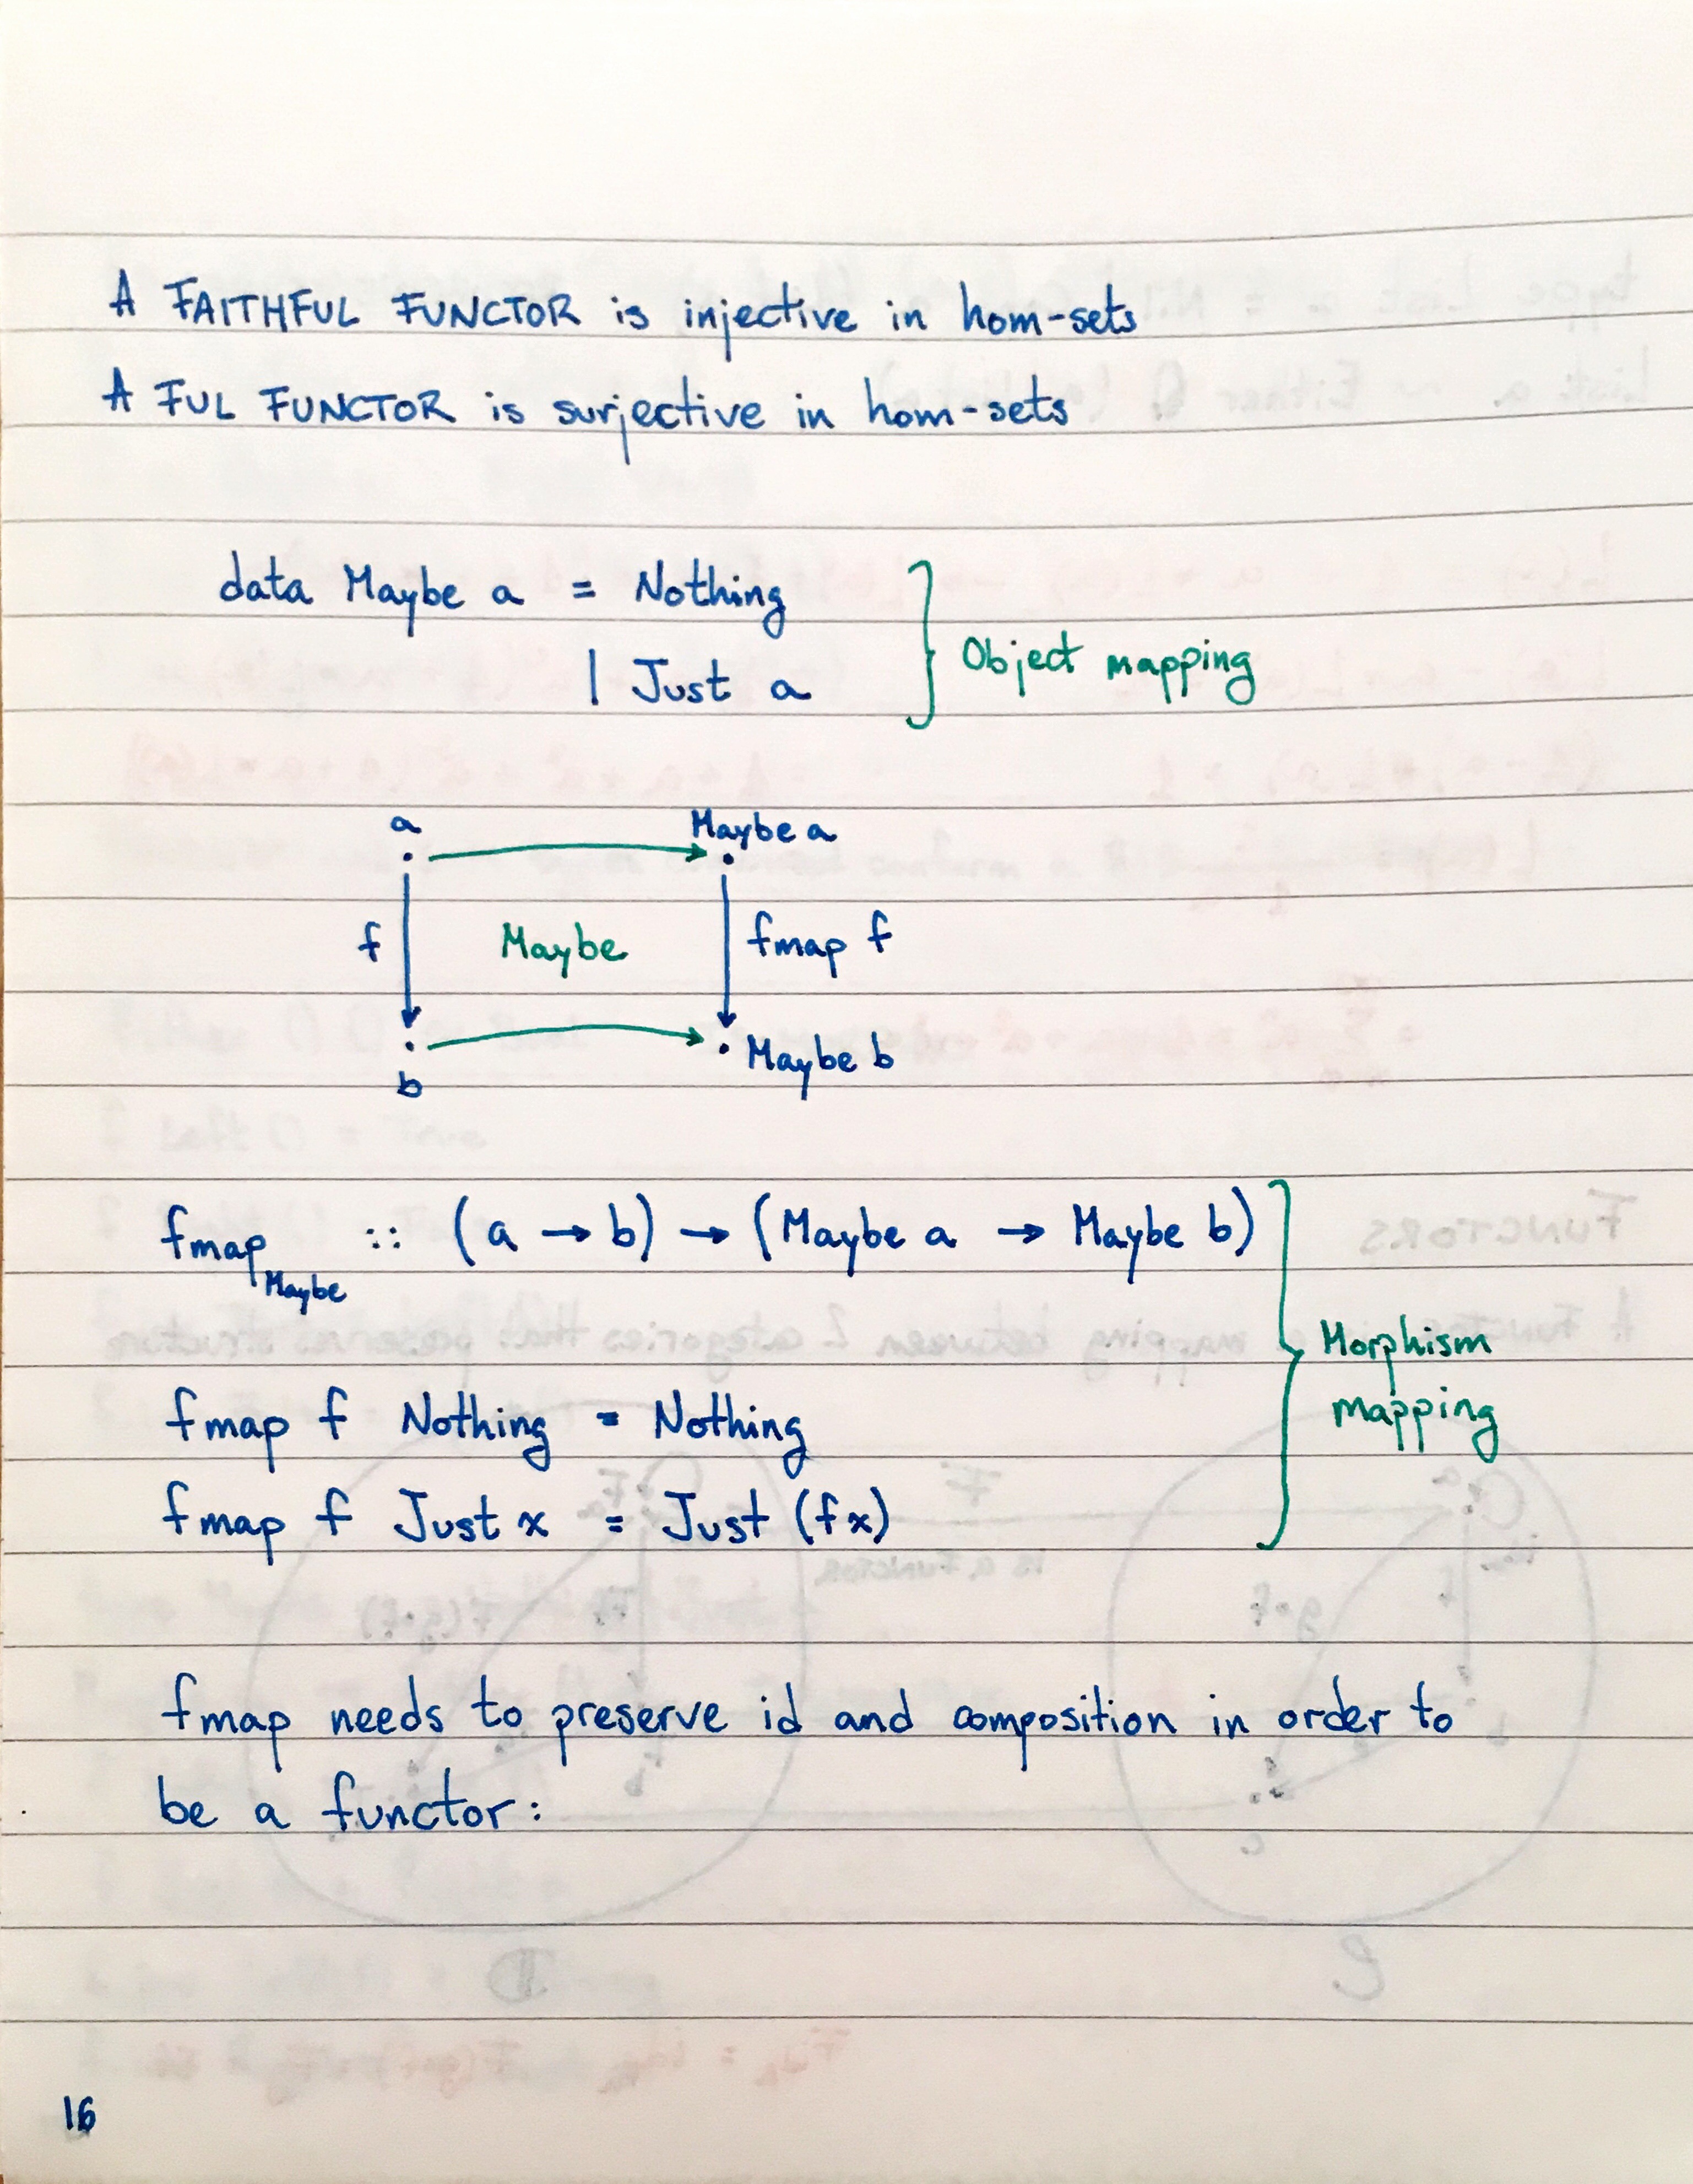 A FAITHFUL FUNCTOR is injective in hom-sets
A FUL FUNCTOR is surjective in hom-sets
data Maybe a = Nothing
| Just a
Object mapping
a
Maybe a
f
Maybe
fmap f
b
Maybe b
fmap Maybe :: (a → b) → (Maybe a → Maybe b)
fmap f Nothing = Nothing
fmap f Just x = Just (f x)
Morphism
mapping
fmap needs to preserve id and composition in order to
be a functor:
16